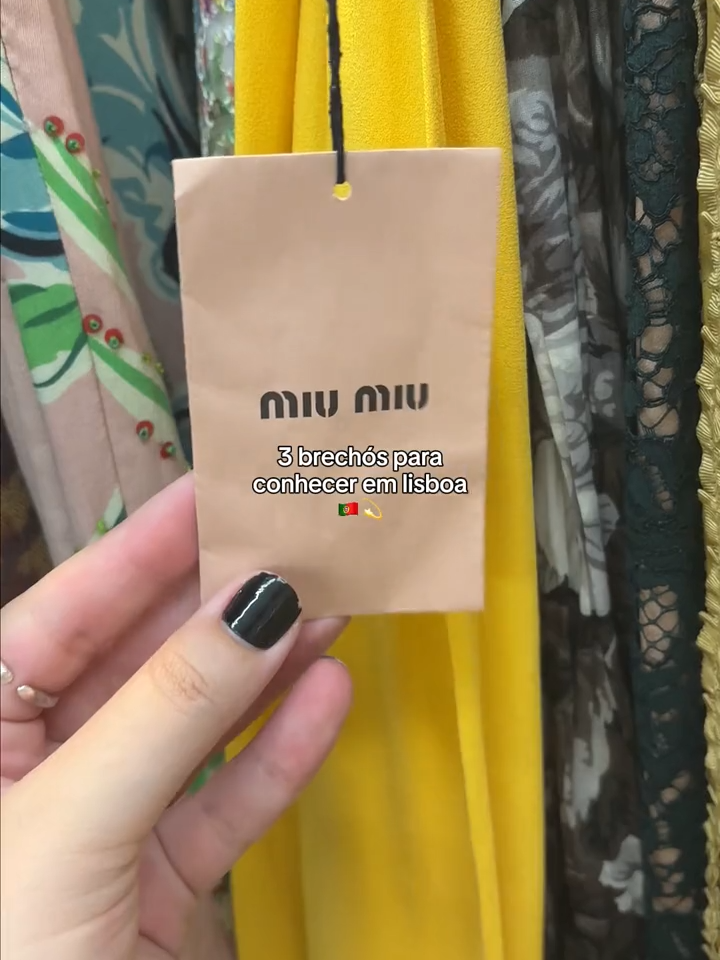 miu miu
3 brechós para
conhecer em lisboa
🇵🇹 💫